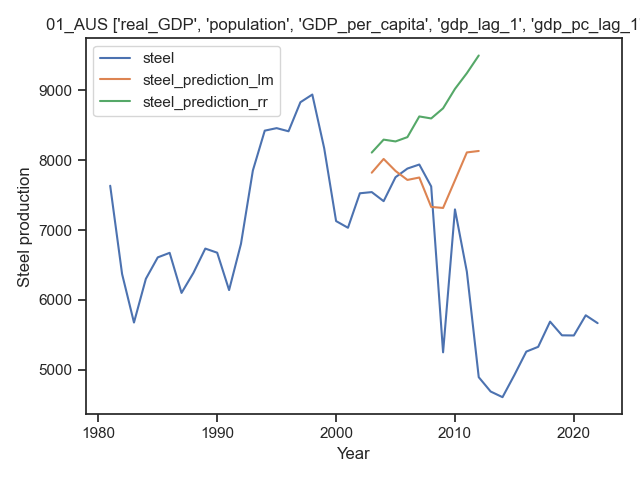 01_AUS ['real_GDP', 'population', 'GDP_per_capita', 'gdp_lag_1', 'gdp_pc_lag_1
steel
steel_prediction_lm
steel_prediction_rr
9000
8000
7000
6000
5000
Steel production
1980
1990
2000
2010
2020
Year